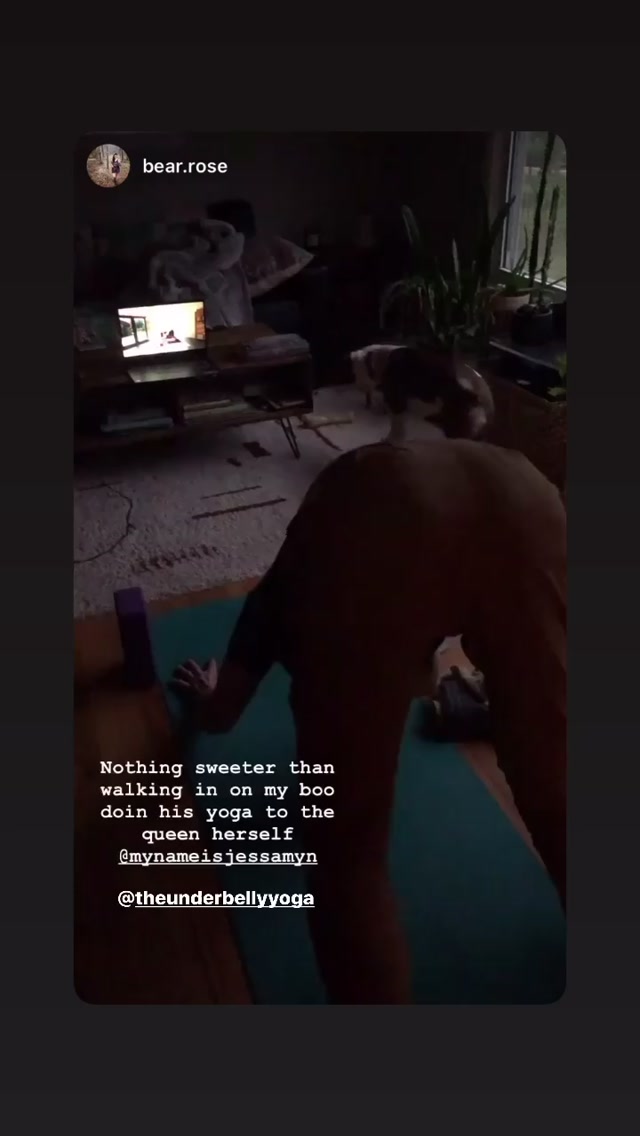 bear.rose
Nothing sweeter than
walking in on my boo
doin his yoga to the
queen herself
@mynameisjessamyn
@theunderbellyyoga